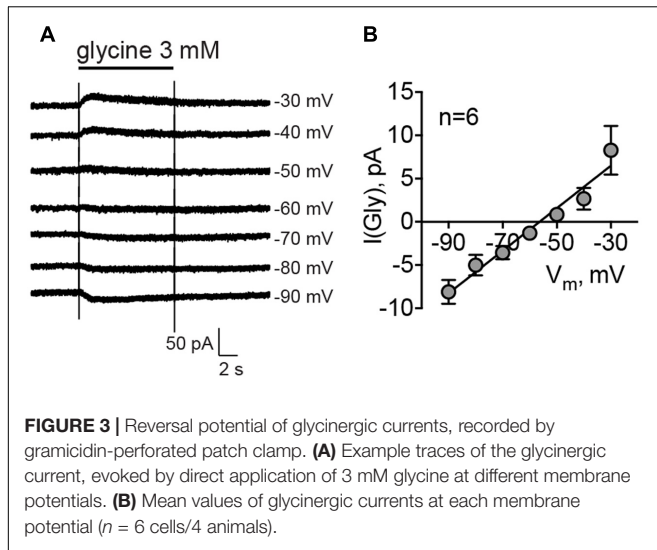 A
glycine 3 mM
-30 mV
-40 mV
-50 mV
-60 mV
-70 mV
-80 mV
-90 mV
50 pA
2 s
B
I(Gly), pA
15
10
5
0
-5
-10
n=6
-90
-70
-50
-30
Vm, mV
FIGURE 3 | Reversal potential of glycinergic currents, recorded by
gramicidin-perforated patch clamp. (A) Example traces of the glycinergic
current, evoked by direct application of 3 mM glycine at different membrane
potentials. (B) Mean values of glycinergic currents at each membrane
potential (n = 6 cells/4 animals).